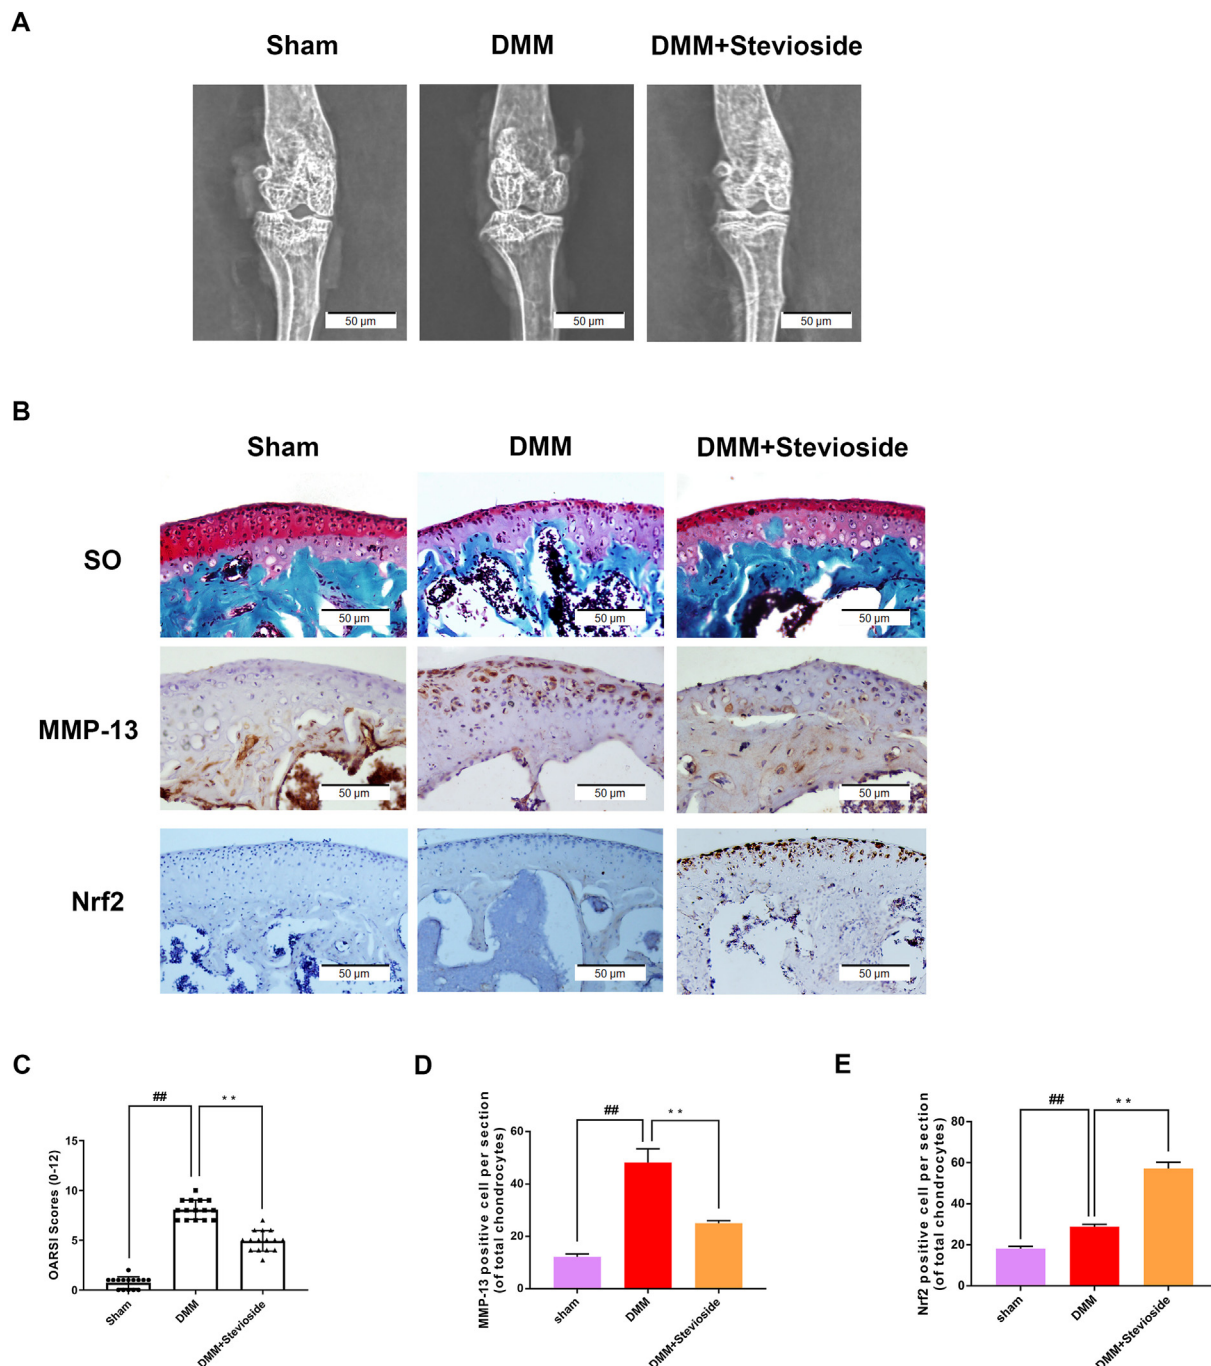 A
Sham DMM DMM+Stevioside
50 µm 50 µm 50 µm
B
Sham DMM DMM+Stevioside
SO
50 µm 50 µm 50 µm
MMP-13
50 µm 50 µm 50 µm
Nrf2
50 µm 50 µm 50 µm
C
OARSI Scores (0-12)
15
10
5
0
##
**
Sham
DMM
DMM+Stevioside
D
MMP-13 positive cell per section
(of total chondrocytes)
60
40
20
0
##
**
sham
DMM
DMM+Stevioside
E
Nrf2 positive cell per section
(of total chondrocytes)
80
60
40
20
0
##
**
sham
DMM
DMM+Stevioside